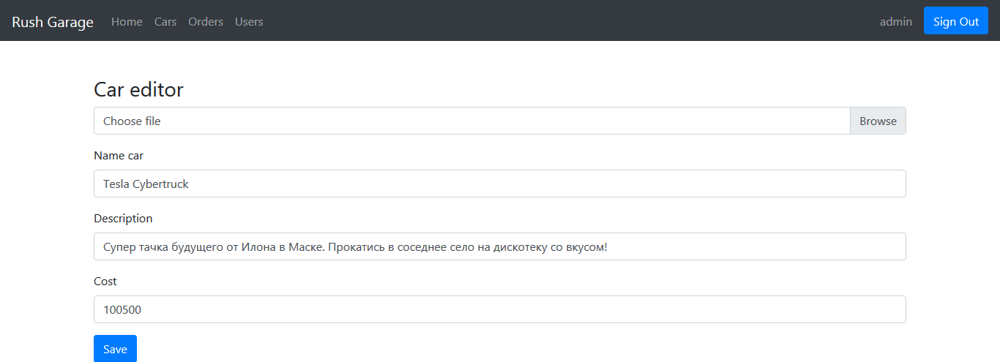 Rush Garage Home Cars Orders Users admin Sign Out
Car editor
Choose file Browse
Name car
Tesla Cybertruck
Description
Супер тачка будущего от Илона в Маске. Прокатись в соседнее село на дискотеку со вкусом!
Cost
100500
Save